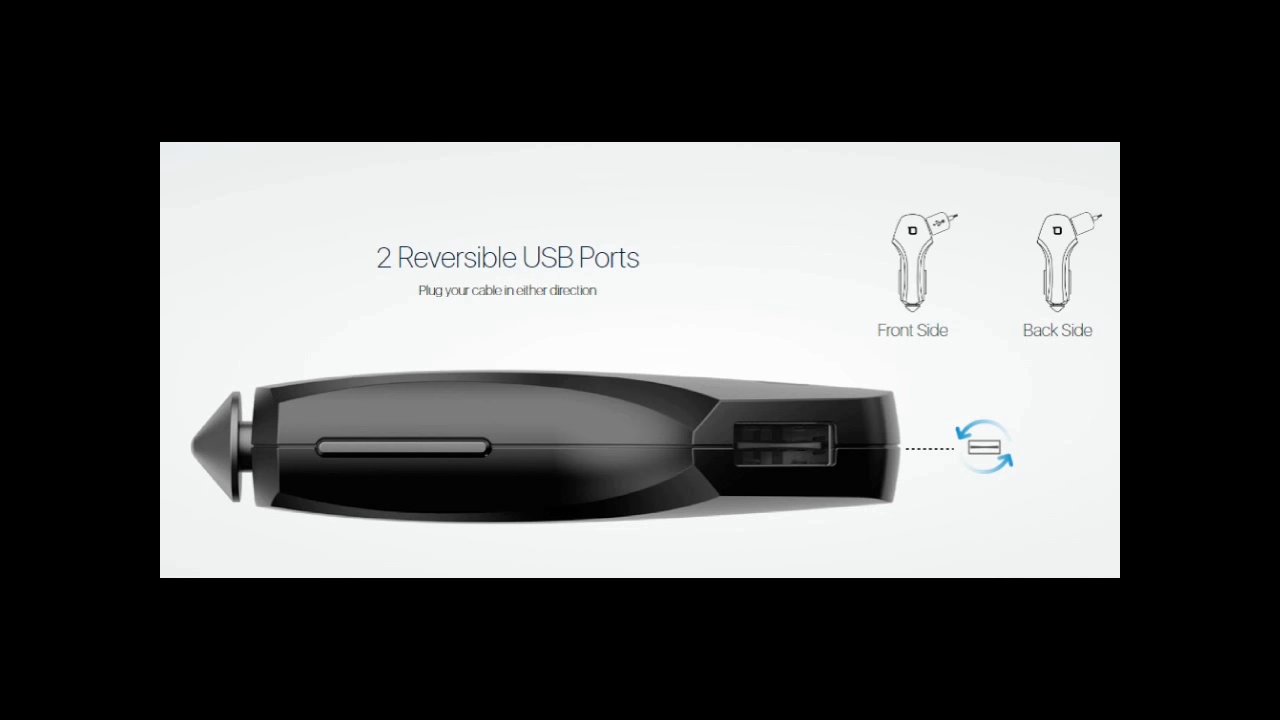 2 Reversible USB Ports
Plug your cable in either direction
Front Side
Back Side